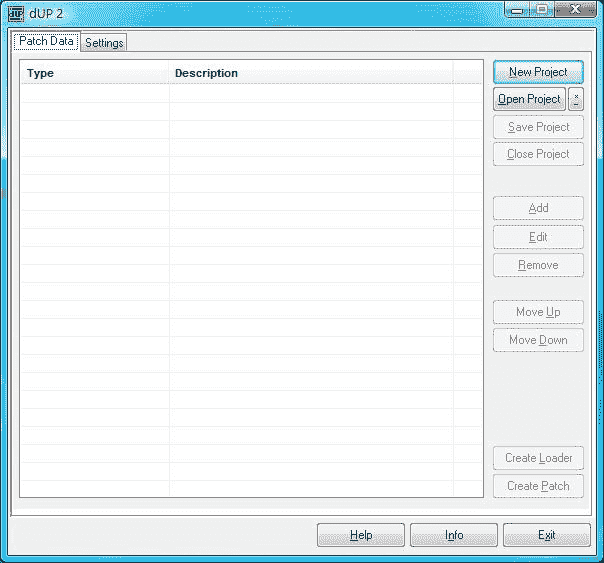 dUP 2
Patch Data
Settings
Type Description
New Project
Open Project
Save Project
Close Project
Add
Edit
Remove
Move Up
Move Down
Create Loader
Create Patch
Help Info Exit